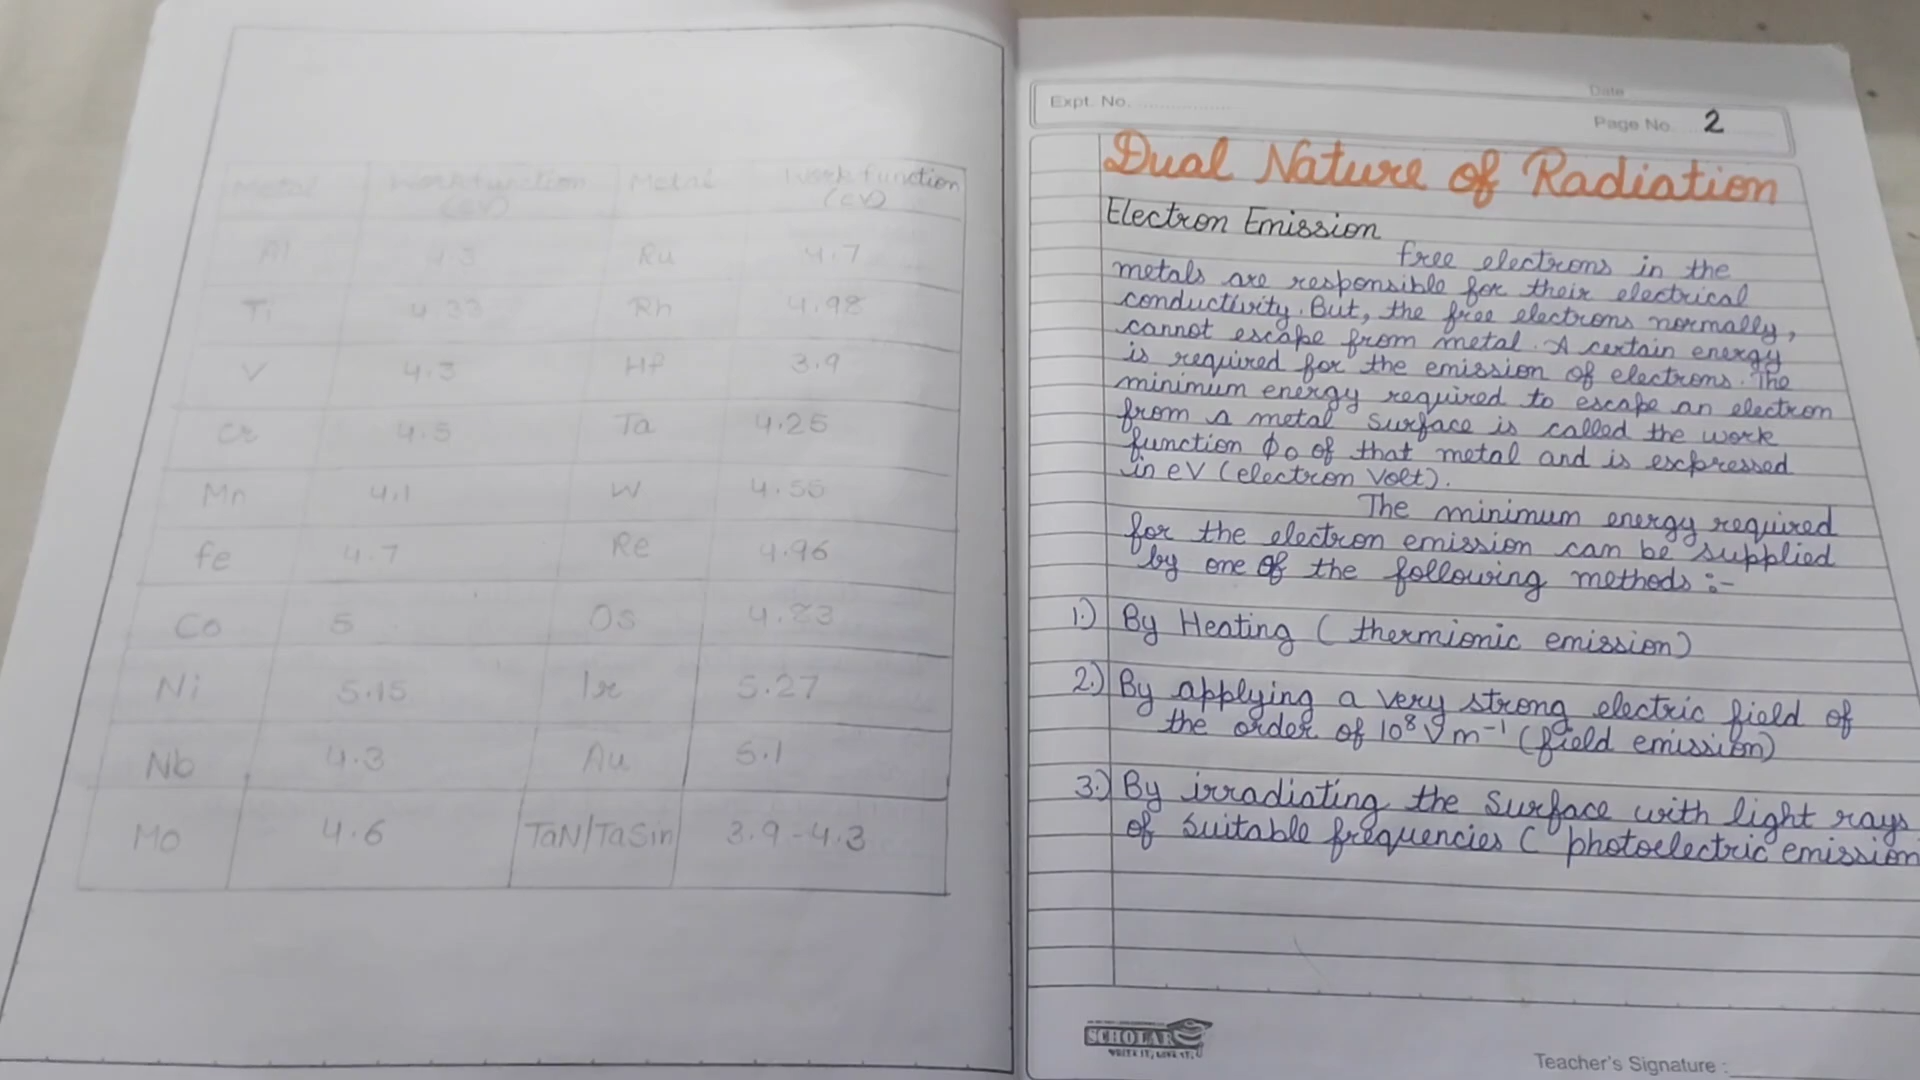 Metal Work function (eV) Metal Work function (eV)
Al 4.3 Ru 4.7
Ti 4.33 Rh 4.98
V 4.3 Hf 3.9
Cr 4.5 Ta 4.25
Mn 4.1 W 4.55
Fe 4.7 Re 4.96
Co 5 Os 4.83
Ni 5.15 Ir 5.27
Nb 4.3 Au 5.1
Mo 4.6 TaN/TaSin 3.9-4.3
Expt. No.
Date
Page No. 2
Dual Nature of Radiation
Electron Emission
free electrons in the
metals are responsible for their electrical
conductivity. But, the free electrons normally,
cannot escape from metal. A certain energy
is required for the emission of electrons. The
minimum energy required to escape an electron
from a metal surface is called the work
function ϕ0 of that metal and is expressed
in eV (electron Volt).
The minimum energy required
for the electron emission can be supplied
by one of the following methods :-
1.) By Heating ( thermionic emission)
2.) By applying a very strong electric field of
the order of 10⁸ V m⁻¹ (field emission)
3.) By irradiating the surface with light rays
of suitable frequencies ( photoelectric emission
SCHOLAR
WRITE IT, LIVE IT.
Teacher's Signature :